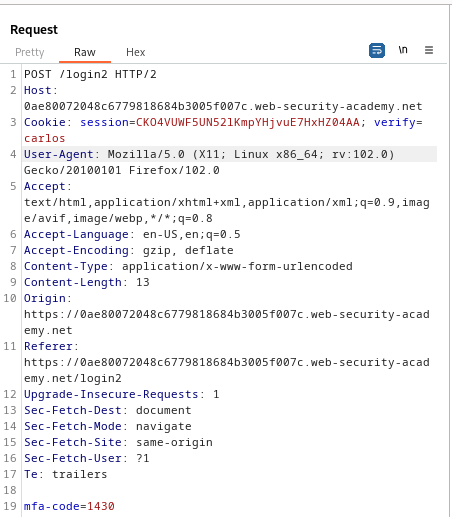 Request
Pretty Raw Hex \n
1 POST /login2 HTTP/2
2 Host:
0ae80072048c6779818684b3005f007c.web-security-academy.net
3 Cookie: session=CKO4VUWF5UN521KmpYHjvuE7HxHZ04AA; verify=
carlos
4 User-Agent: Mozilla/5.0 (X11; Linux x86_64; rv:102.0)
Gecko/20100101 Firefox/102.0
5 Accept:
text/html,application/xhtml+xml,application/xml;q=0.9,imag
e/avif,image/webp,*/*;q=0.8
6 Accept-Language: en-US,en;q=0.5
7 Accept-Encoding: gzip, deflate
8 Content-Type: application/x-www-form-urlencoded
9 Content-Length: 13
10 Origin:
https://0ae80072048c6779818684b3005f007c.web-security-acad
emy.net
11 Referer:
https://0ae80072048c6779818684b3005f007c.web-security-acad
emy.net/login2
12 Upgrade-Insecure-Requests: 1
13 Sec-Fetch-Dest: document
14 Sec-Fetch-Mode: navigate
15 Sec-Fetch-Site: same-origin
16 Sec-Fetch-User: ?1
17 Te: trailers
18
19 mfa-code=1430